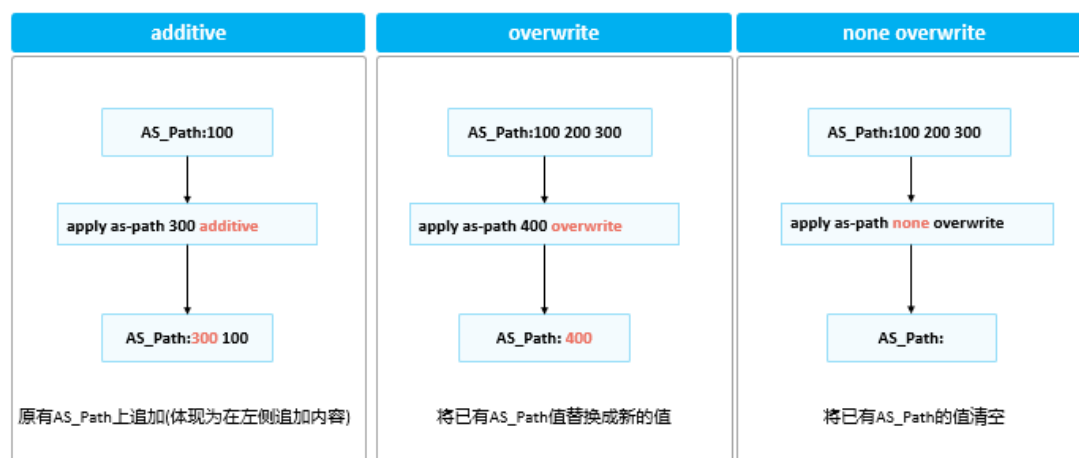 additive
AS_Path:100
apply as-path 300 additive
AS_Path:300 100
原有AS_Path上追加(体现为在左侧追加内容)
overwrite
AS_Path:100 200 300
apply as-path 400 overwrite
AS_Path: 400
将已有AS_Path值替换成新的值
none overwrite
AS_Path:100 200 300
apply as-path none overwrite
AS_Path:
将已有AS_Path的值清空